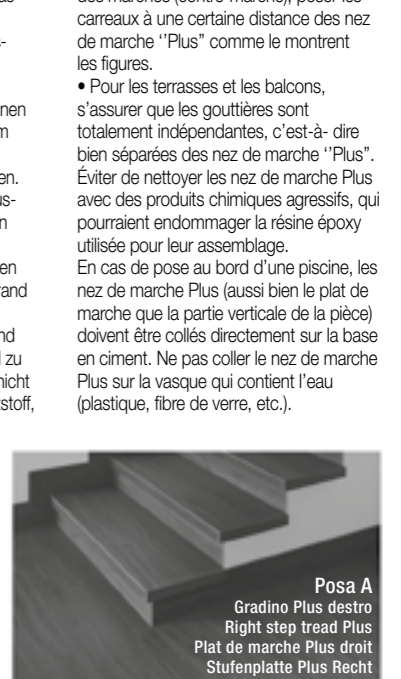 des marches (contre-marche), poser les
carreaux à une certaine distance des nez
de marche ‘’Plus” comme le montrent
les figures.
• Pour les terrasses et les balcons,
s’assurer que les gouttières sont
totalement indépendantes, c’est-à- dire
bien séparées des nez de marche ‘’Plus”.
Éviter de nettoyer les nez de marche Plus
avec des produits chimiques agressifs, qui
pourraient endommager la résine époxy
utilisée pour leur assemblage.
En cas de pose au bord d’une piscine, les
nez de marche Plus (aussi bien le plat de
marche que la partie verticale de la pièce)
doivent être collés directement sur la base
en ciment. Ne pas coller le nez de marche
Plus sur la vasque qui contient l’eau
(plastique, fibre de verre, etc.).
Posa A
Gradino Plus destro
Right step tread Plus
Plat de marche Plus droit
Stufenplatte Plus Recht